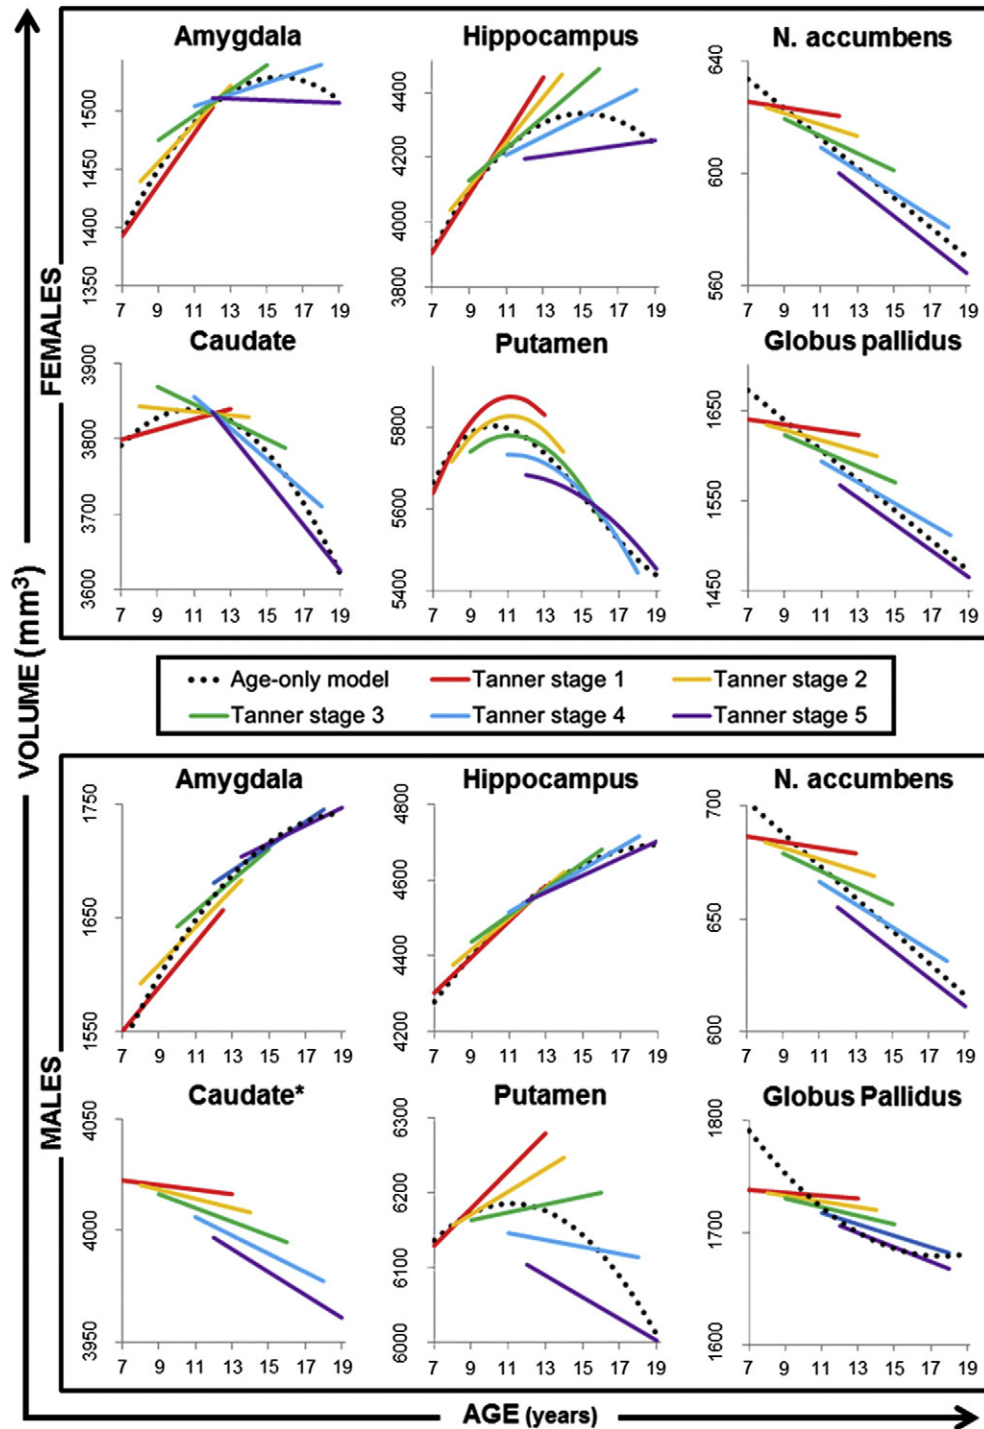 FEMALES
VOLUME (mm3)
Amygdala
1500
1450
1400
1350
7 9 11 13 15 17 19
Hippocampus
4400
4200
4000
3800
7 9 11 13 15 17 19
N. accumbens
640
600
560
7 9 11 13 15 17 19
Caudate
3900
3800
3700
3600
7 9 11 13 15 17 19
Putamen
5800
5600
5400
7 9 11 13 15 17 19
Globus pallidus
1650
1550
1450
7 9 11 13 15 17 19
Age-only model Tanner stage 1 Tanner stage 2
Tanner stage 3 Tanner stage 4 Tanner stage 5
MALES
Amygdala
1750
1650
1550
7 9 11 13 15 17 19
Hippocampus
4800
4600
4400
4200
7 9 11 13 15 17 19
N. accumbens
700
650
600
7 9 11 13 15 17 19
Caudate*
4050
4000
3950
7 9 11 13 15 17 19
Putamen
6300
6200
6100
6000
7 9 11 13 15 17 19
Globus Pallidus
1800
1700
1600
7 9 11 13 15 17 19
AGE (years)